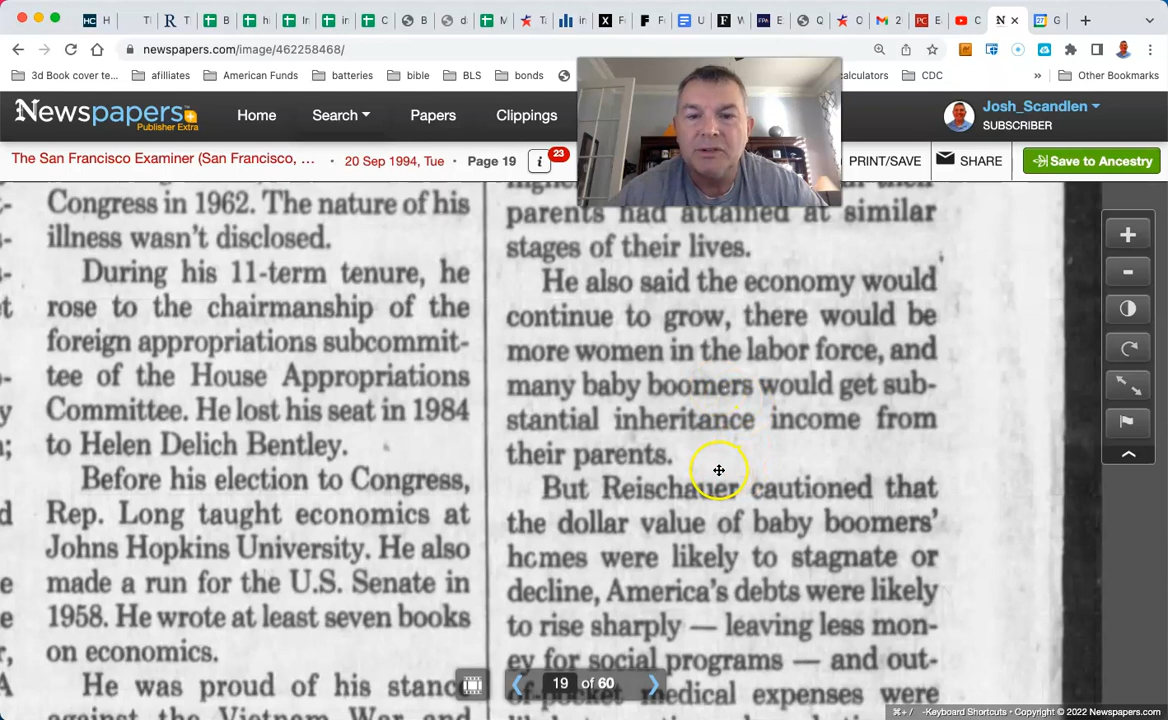 newspapers.com/image/462258468/
3d Book cover te...
afilliates
American Funds
batteries
bible
BLS
bonds
calculators
CDC
»
Other Bookmarks
Newspapers
Publisher Extra
Home
Search
Papers
Clippings
Josh_Scandlen
SUBSCRIBER
The San Francisco Examiner (San Francisco, ...
20 Sep 1994, Tue
Page 19
23
PRINT/SAVE
SHARE
Save to Ancestry
Congress in 1962. The nature of his
illness wasn't disclosed.
During his 11-term tenure, he
rose to the chairmanship of the
foreign appropriations subcommit-
tee of the House Appropriations
Committee. He lost his seat in 1984
to Helen Delich Bentley.
Before his election to Congress,
Rep. Long taught economics at
Johns Hopkins University. He also
made a run for the U.S. Senate in
1958. He wrote at least seven books
on economics.
He was proud of his stance
against the Vietnam War and
parents had attained at similar
stages of their lives.
He also said the economy would
continue to grow, there would be
more women in the labor force, and
many baby boomers would get sub-
stantial inheritance income from
their parents.
But Reischauer cautioned that
the dollar value of baby boomers'
homes were likely to stagnate or
decline, America's debts were likely
to rise sharply — leaving less mon-
ey for social programs — and out-
of-pocket medical expenses were
19 of 60
⌘+ / -Keyboard Shortcuts • Copyright © 2022 Newspapers.com